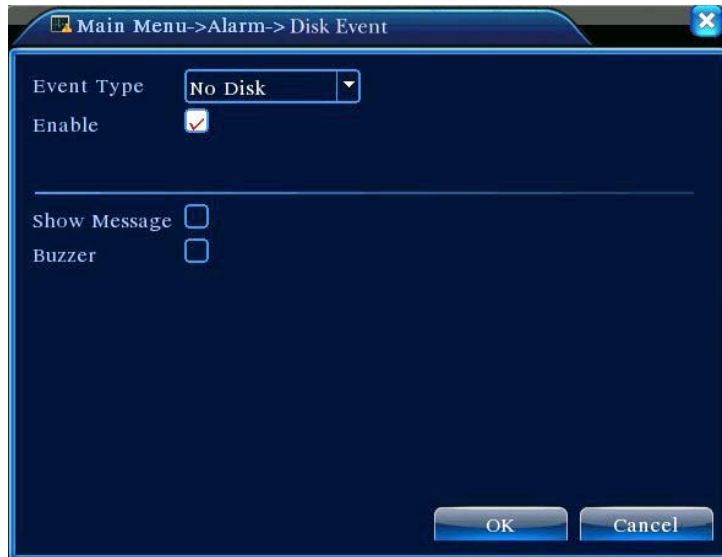 Main Menu->Alarm-> Disk Event
Event Type No Disk
Enable
Show Message
Buzzer
OK Cancel